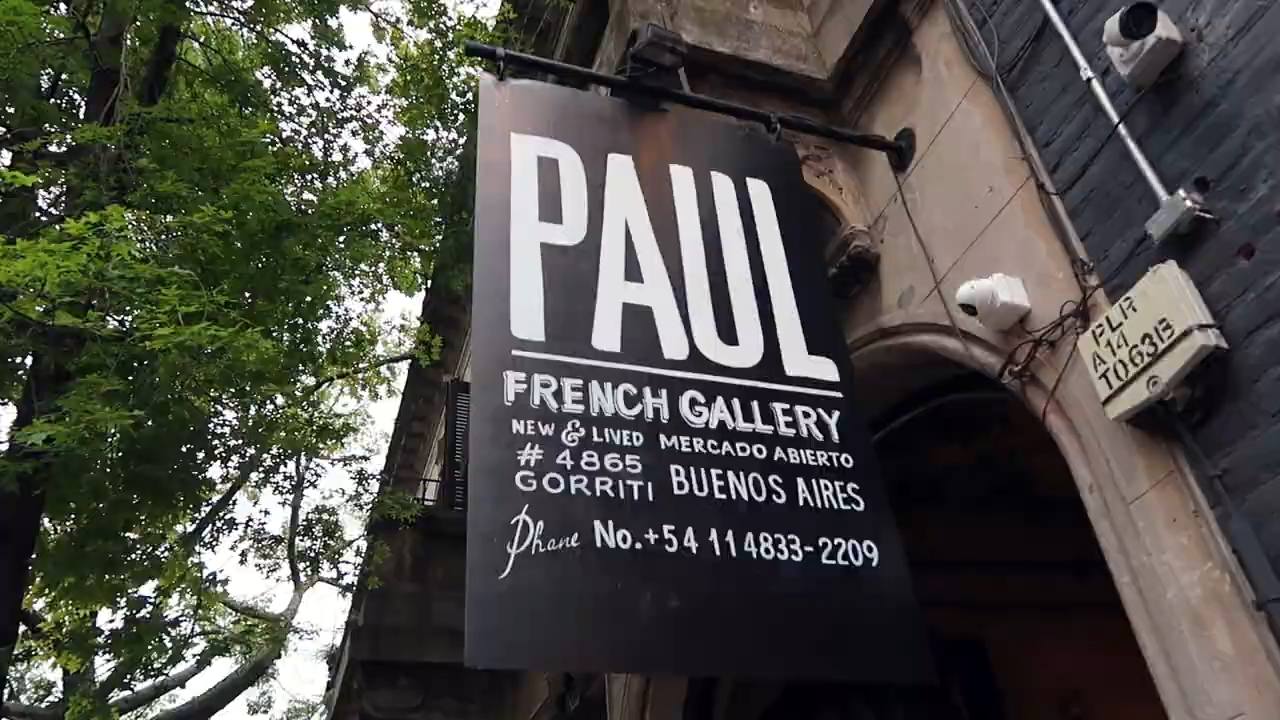 PAUL
FRENCH GALLERY
NEW & LIVED MERCADO ABIERTO
# 4865
GORRITI BUENOS AIRES
Phone No.+54 11 4833-2209
PLR
A14
T063B